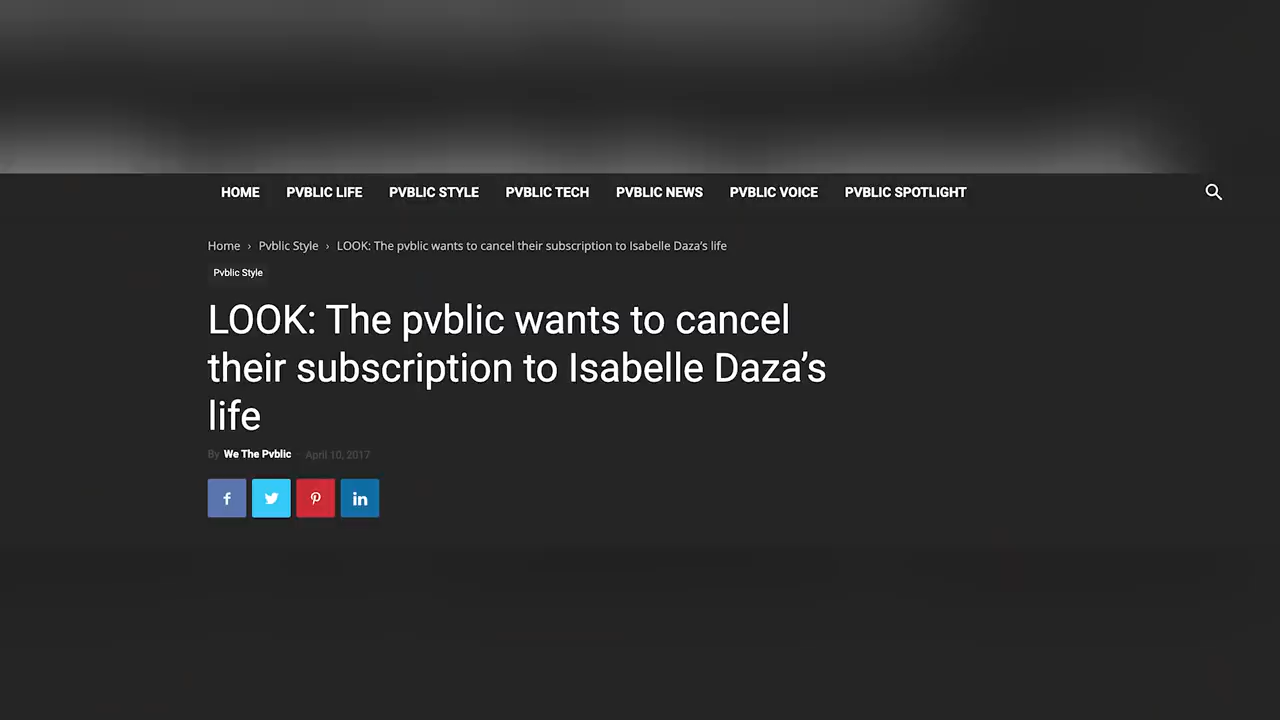 HOME PVBLIC LIFE PVBLIC STYLE PVBLIC TECH PVBLIC NEWS PVBLIC VOICE PVBLIC SPOTLIGHT
Home › Pvblic Style › LOOK: The pvblic wants to cancel their subscription to Isabelle Daza’s life
Pvblic Style
LOOK: The pvblic wants to cancel
their subscription to Isabelle Daza’s
life
By We The Pvblic - April 10, 2017
f in